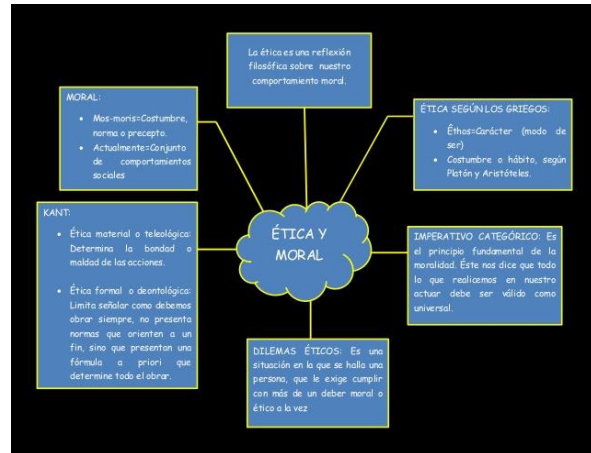 La ética es una reflexión
filosófica sobre nuestro
comportamiento moral.
MORAL:
• Mos-moris=Costumbre,
norma o precepto.
• Actualmente=Conjunto
de comportamientos
sociales
ÉTICA SEGÚN LOS GRIEGOS:
• Êthos=Carácter (modo de
ser)
• Costumbre o hábito, según
Platón y Aristóteles.
KANT:
• Ética material o teleológica:
Determina la bondad o
maldad de las acciones.
• Ética formal o deontológica:
Limita señalar como debemos
obrar siempre, no presenta
normas que orienten a un
fin, sino que presentan una
fórmula a priori que
determine todo el obrar.
ÉTICA Y
MORAL
IMPERATIVO CATEGÓRICO: Es
el principio fundamental de la
moralidad. Éste nos dice que todo
lo que realicemos en nuestro
actuar debe ser válido como
universal.
DILEMAS ÉTICOS: Es una
situación en la que se halla una
persona, que le exige cumplir
con más de un deber moral o
ético a la vez